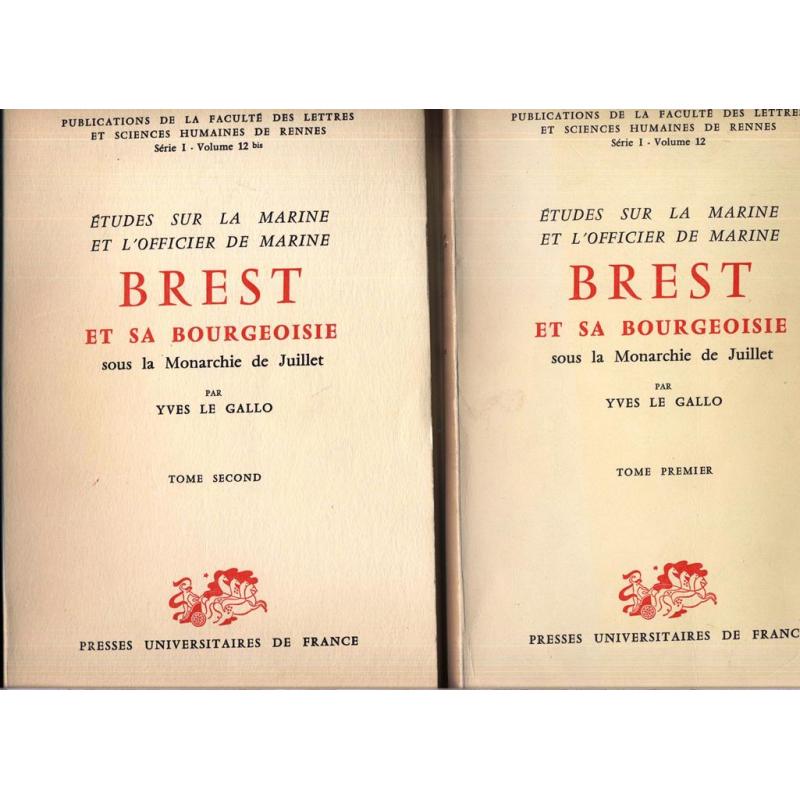 PUBLICATIONS DE LA FACULTÉ DES LETTRES
ET SCIENCES HUMAINES DE RENNES
Série I - Volume 12 bis
ÉTUDES SUR LA MARINE
ET L'OFFICIER DE MARINE
BREST
ET SA BOURGEOISIE
sous la Monarchie de Juillet
PAR
YVES LE GALLO
TOME SECOND
PRESSES UNIVERSITAIRES DE FRANCE
PUBLICATIONS DE LA FACULTÉ DES LETTRES
ET SCIENCES HUMAINES DE RENNES
Série I - Volume 12
ÉTUDES SUR LA MARINE
ET L'OFFICIER DE MARINE
BREST
ET SA BOURGEOISIE
sous la Monarchie de Juillet
PAR
YVES LE GALLO
TOME PREMIER
PRESSES UNIVERSITAIRES DE FRANC